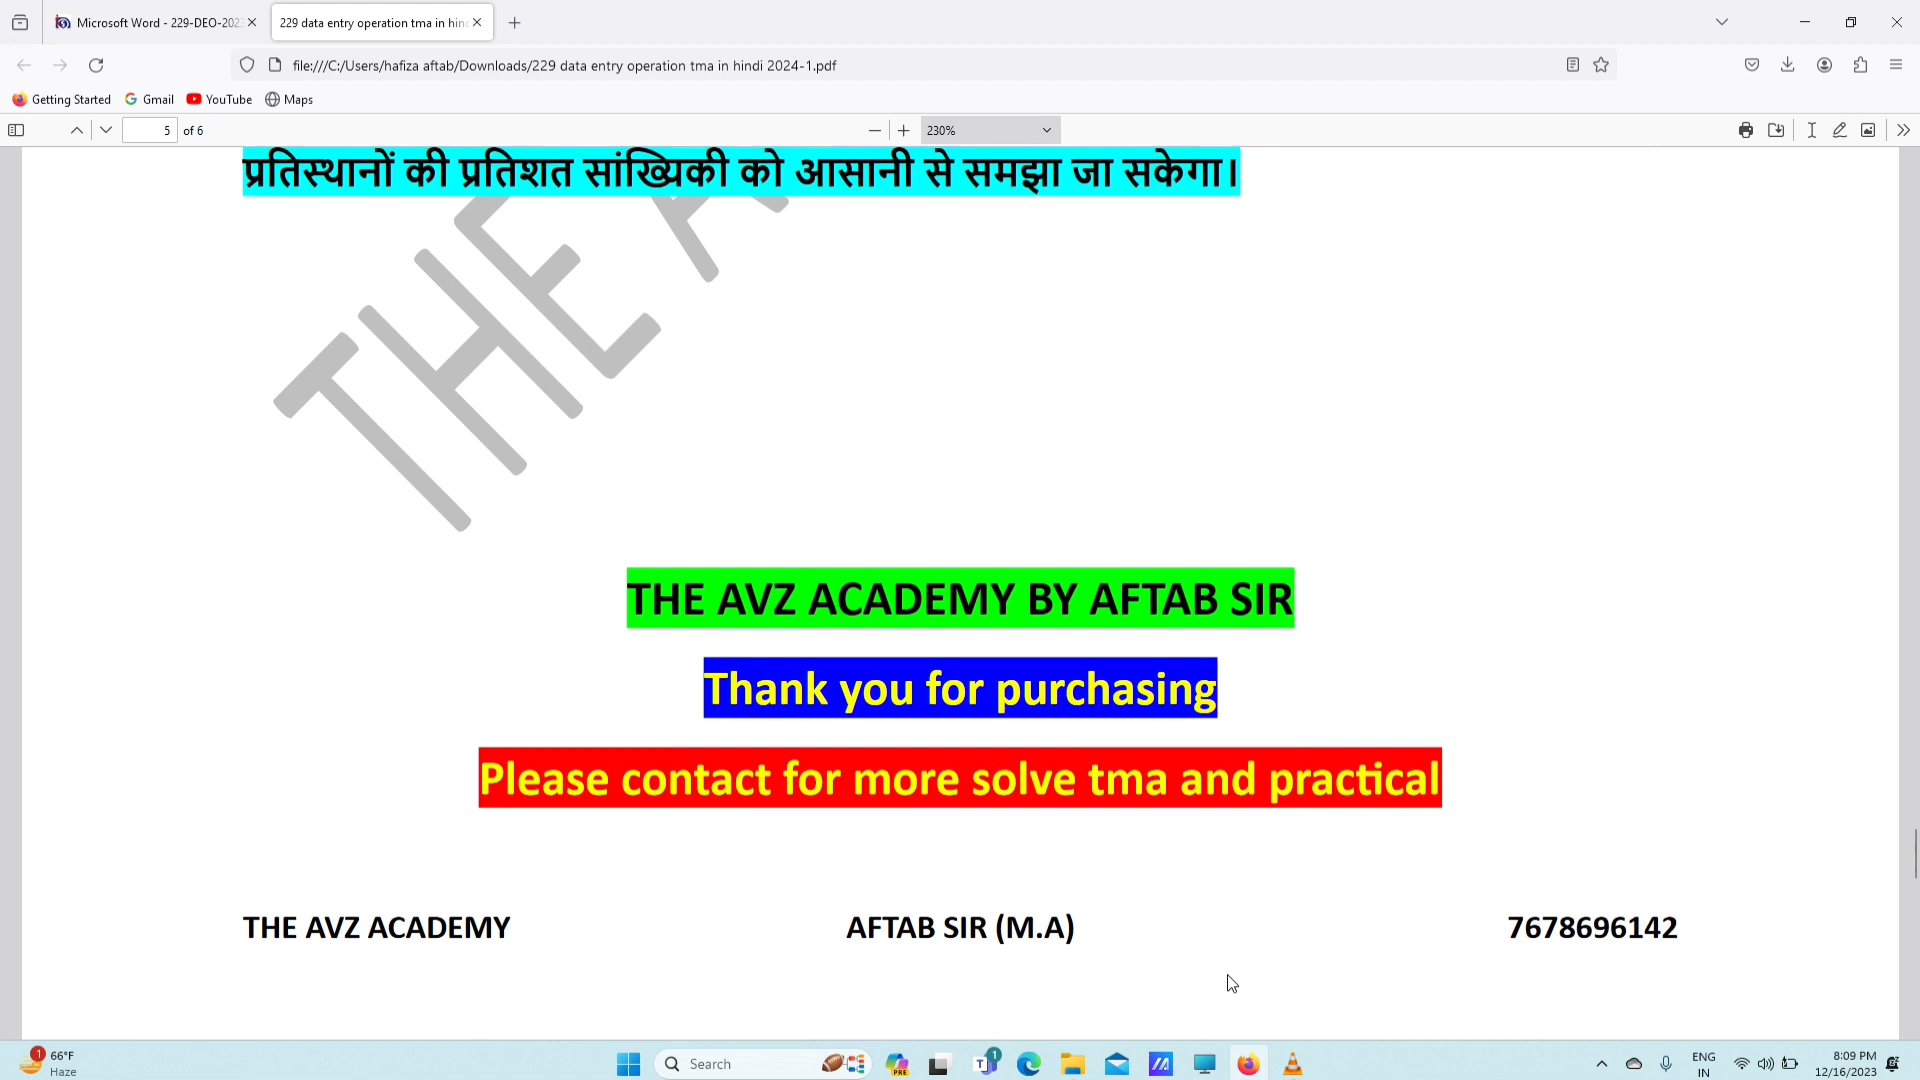 Microsoft Word - 229-DEO-202
229 data entry operation tma in hin
file:///C:/Users/hafiza aftab/Downloads/229 data entry operation tma in hindi 2024-1.pdf
Getting Started
Gmail
YouTube
Maps
5 of 6
230%
प्रतिस्थानों की प्रतिशत सांख्यिकी को आसानी से समझा जा सकेगा।
THE A
THE AVZ ACADEMY BY AFTAB SIR
Thank you for purchasing
Please contact for more solve tma and practical
THE AVZ ACADEMY AFTAB SIR (M.A) 7678696142
1
66°F
Haze
Search
PRE
1
ENG
IN
8:09 PM
12/16/2023